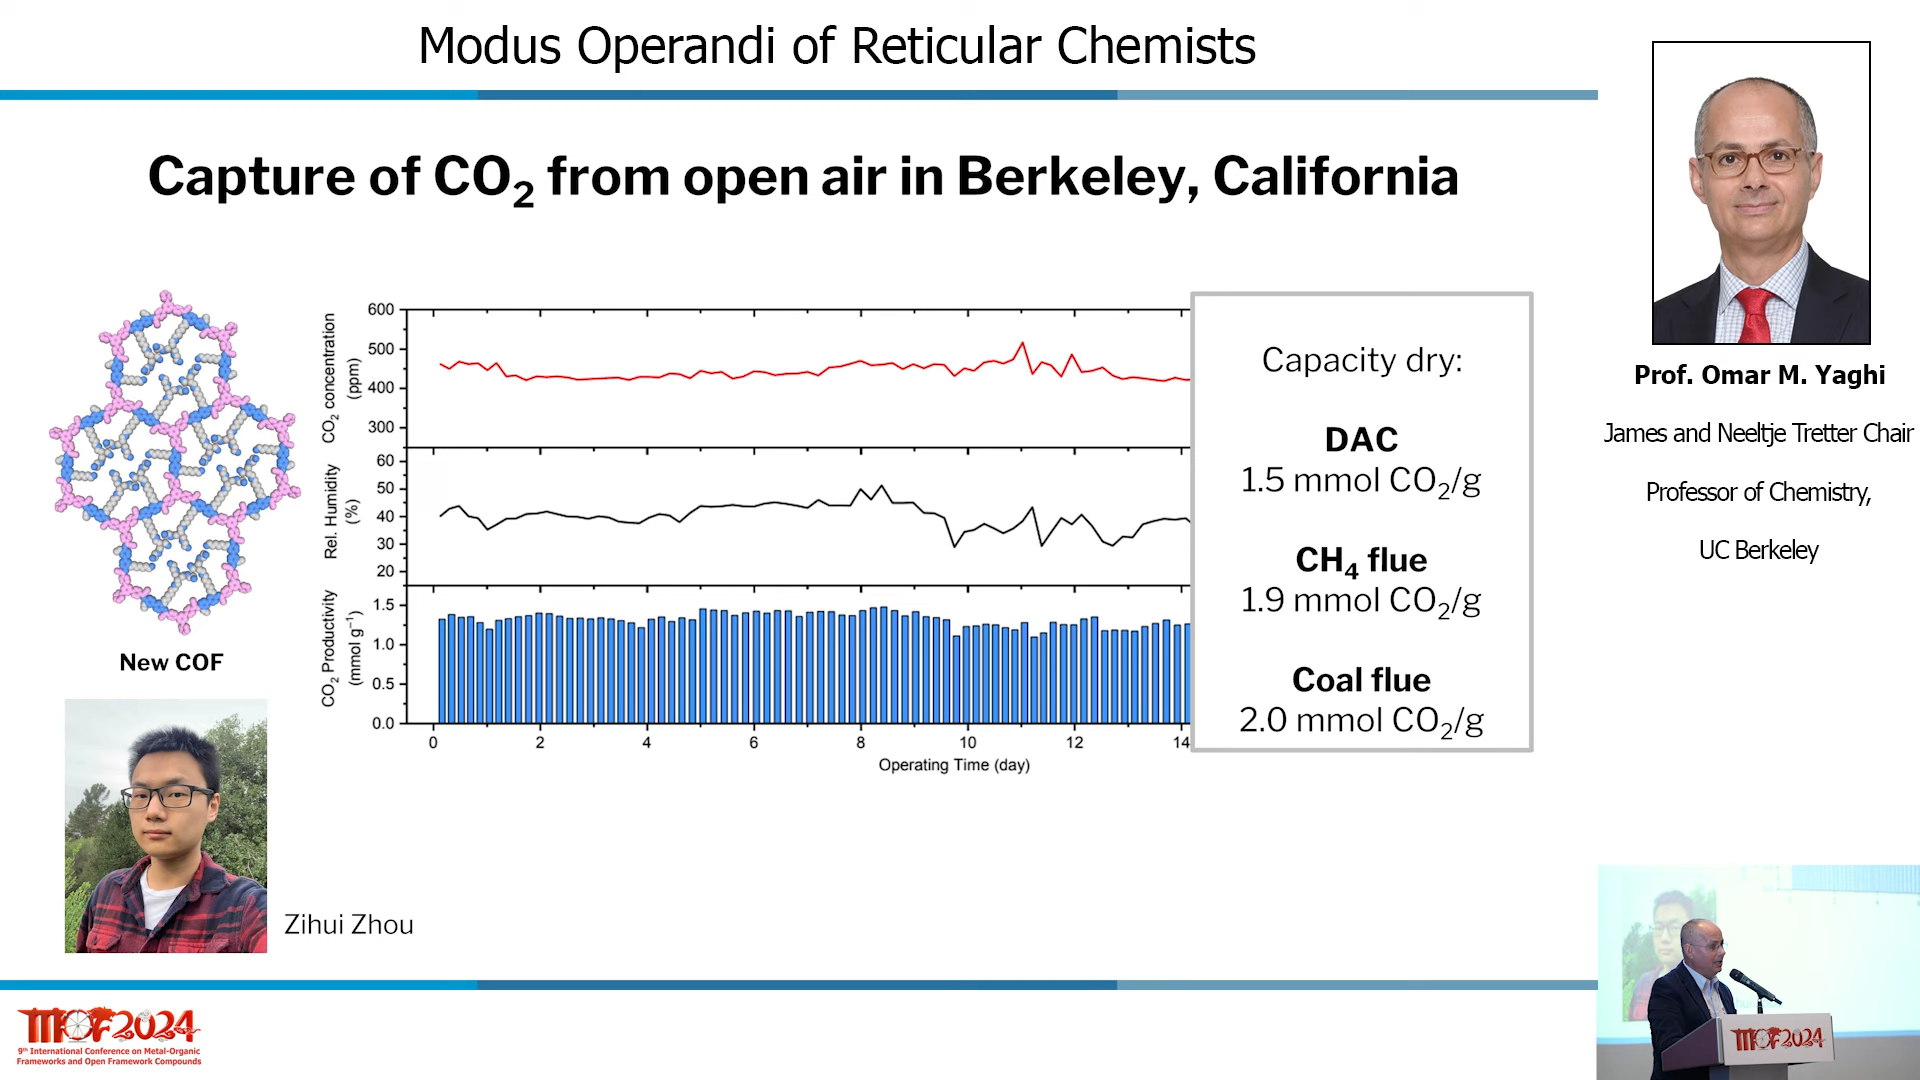 Modus Operandi of Reticular Chemists
Capture of CO₂ from open air in Berkeley, California
600
500
400
300
CO₂ concentration
(ppm)
60
50
40
30
20
Rel. Humidity
(%)
1.5
1.0
0.5
0.0
CO₂ Productivity
(mmol g⁻¹)
0 2 4 6 8 10 12 14
Operating Time (day)
Capacity dry:
DAC
1.5 mmol CO₂/g
CH₄ flue
1.9 mmol CO₂/g
Coal flue
2.0 mmol CO₂/g
New COF
Zihui Zhou
Prof. Omar M. Yaghi
James and Neeltje Tretter Chair
Professor of Chemistry,
UC Berkeley
MOF2024
9th International Conference on Metal-Organic
Frameworks and Open Framework Compounds
MOF2024